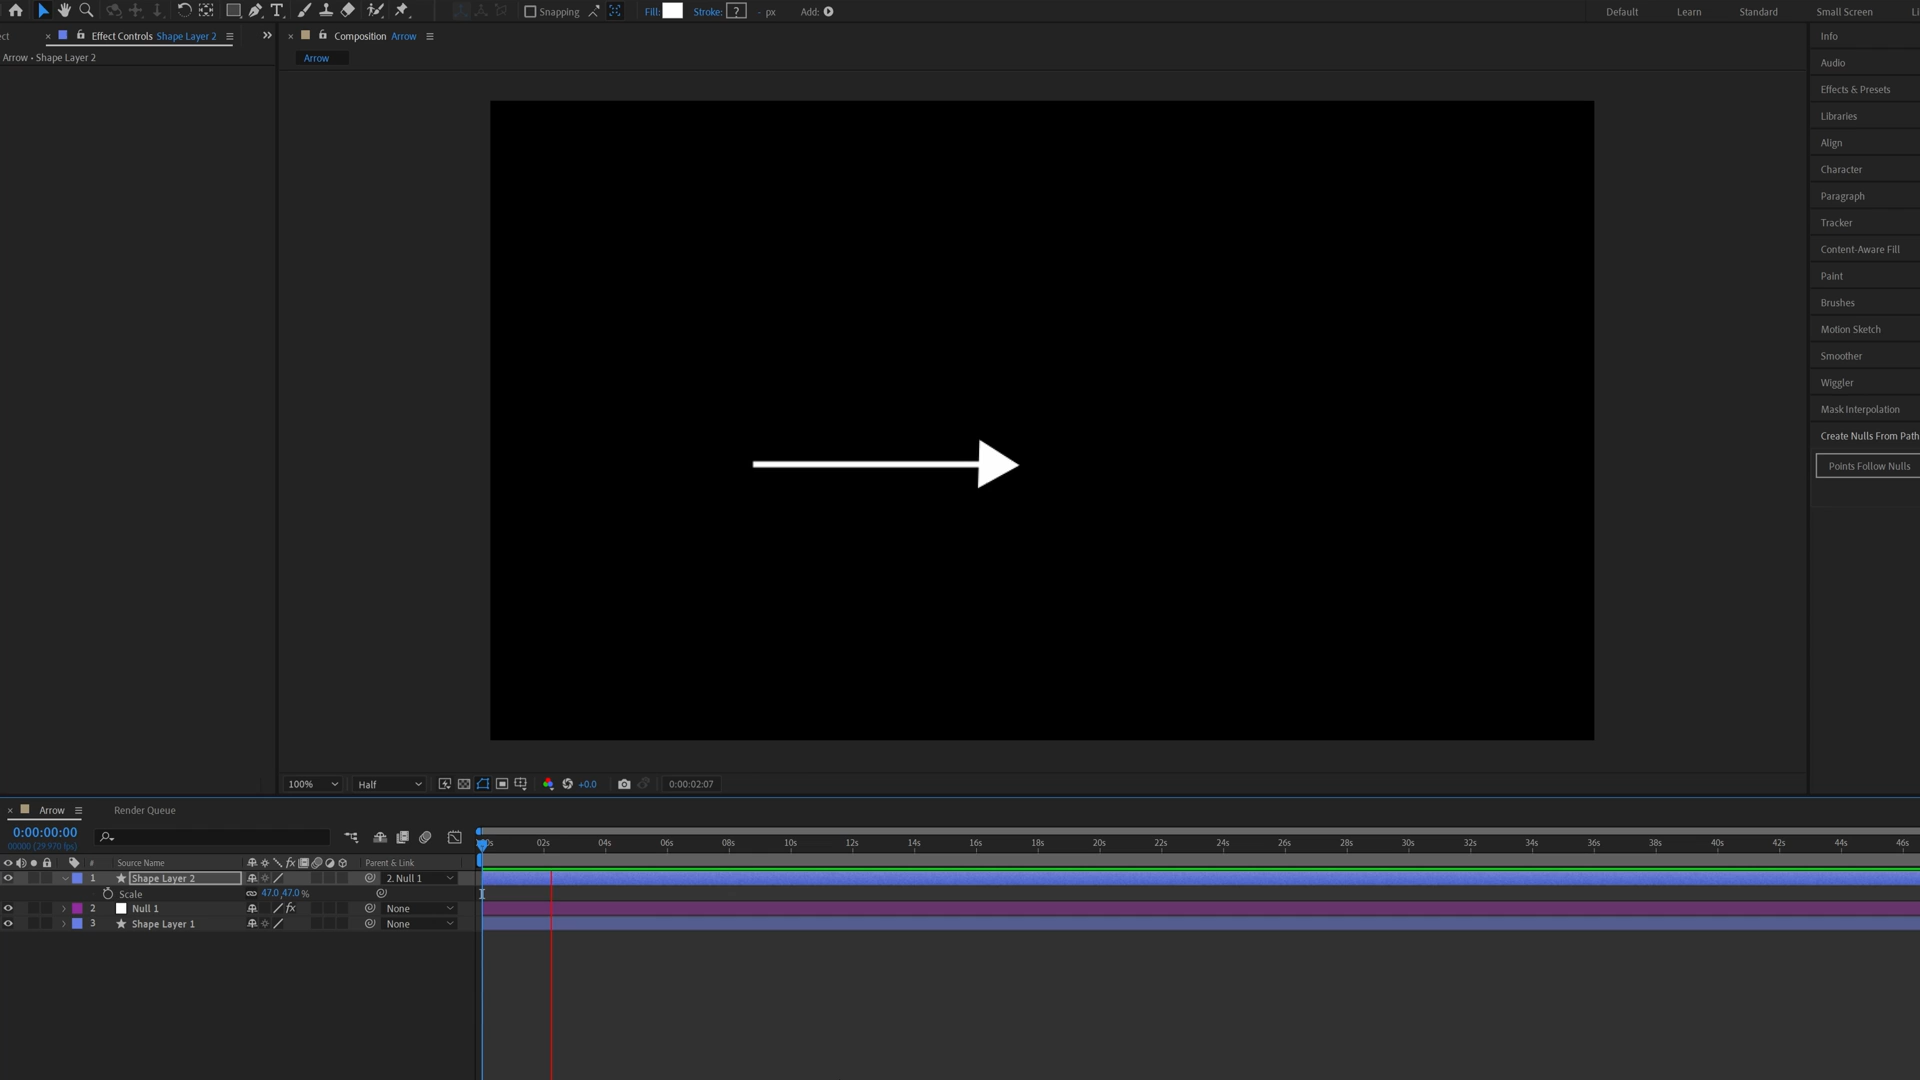 Snapping
Fill:
Stroke: ?
- px
Add:
Default
Learn
Standard
Small Screen
Li
ect
× Effect Controls Shape Layer 2
Arrow • Shape Layer 2
× Composition Arrow
Arrow
Info
Audio
Effects & Presets
Libraries
Align
Character
Paragraph
Tracker
Content-Aware Fill
Paint
Brushes
Motion Sketch
Smoother
Wiggler
Mask Interpolation
Create Nulls From Path
Points Follow Nulls
100%
Half
+0.0
0:00:02:07
× Arrow
Render Queue
0:00:00:00
00000 (29.970 fps)
02s 04s 06s 08s 10s 12s 14s 16s 18s 20s 22s 24s 26s 28s 30s 32s 34s 36s 38s 40s 42s 44s 46s
# Source Name fx Parent & Link
1 Shape Layer 2 2. Null 1
Scale 47.0,47.0 %
2 Null 1 fx None
3 Shape Layer 1 None